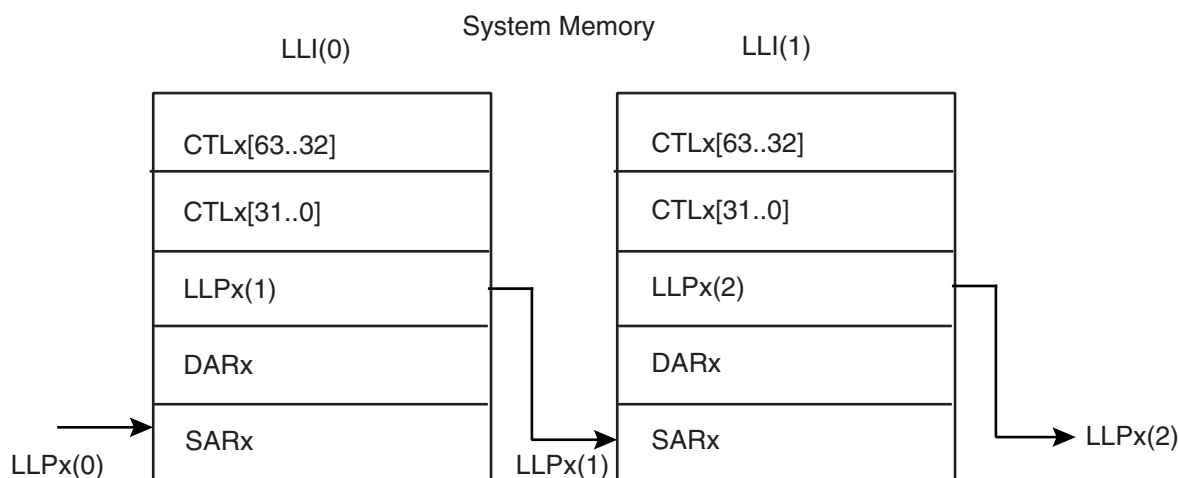 System Memory
LLI(0)
LLI(1)
CTLx[63..32]
CTLx[63..32]
CTLx[31..0]
CTLx[31..0]
LLPx(1)
LLPx(2)
DARx
DARx
SARx
SARx
LLPx(2)
LLPx(0)
LLPx(1)